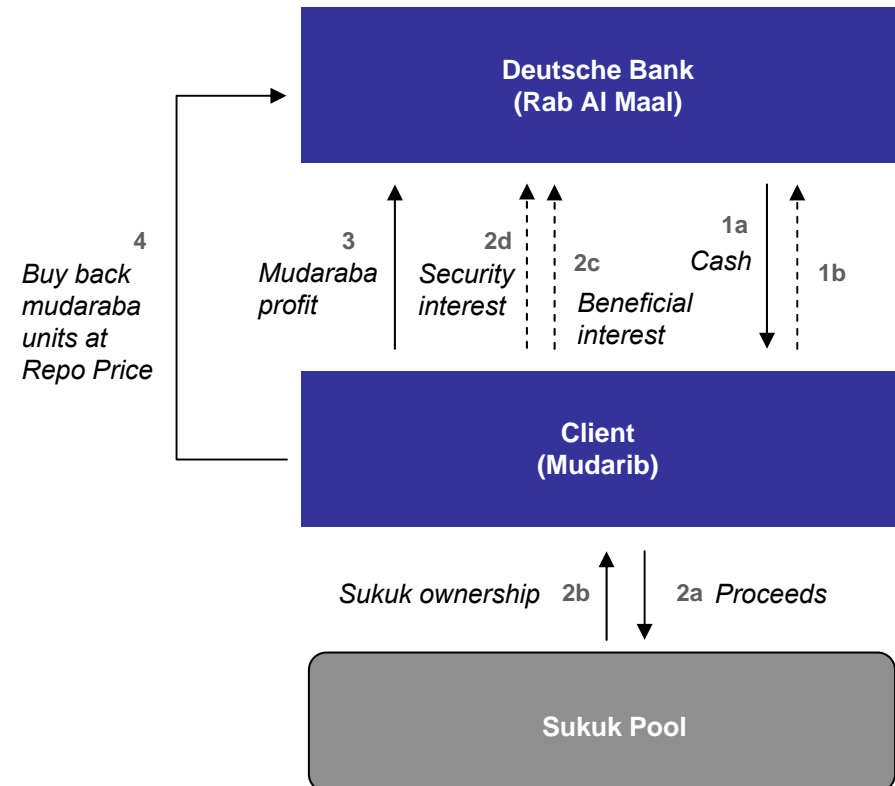 Deutsche Bank
(Rab Al Maal)
4
Buy back
mudaraba
units at
Repo Price
3
Mudaraba
profit
2d
Security
interest
2c
Beneficial
interest
1a
Cash
1b
Client
(Mudarib)
Sukuk ownership 2b
2a Proceeds
Sukuk Pool